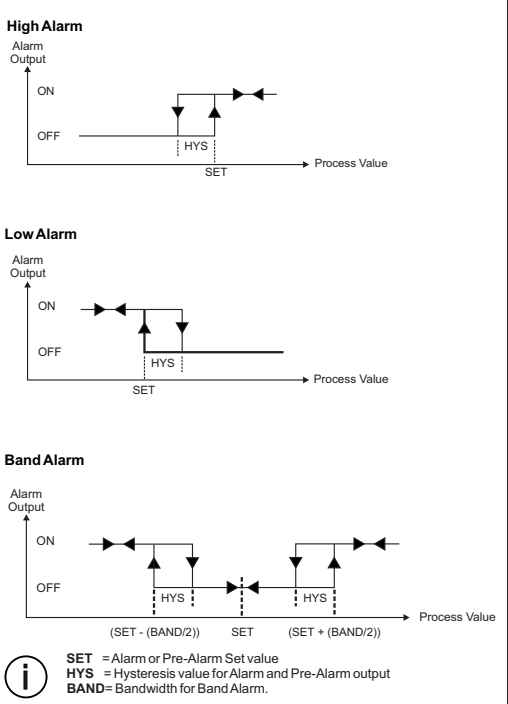 High Alarm
Alarm
Output
ON
OFF
HYS
SET
Process Value
Low Alarm
Alarm
Output
ON
OFF
HYS
SET
Process Value
Band Alarm
Alarm
Output
ON
OFF
HYS
HYS
Process Value
(SET - (BAND/2))
SET
(SET + (BAND/2))
i
SET = Alarm or Pre-Alarm Set value
HYS = Hysteresis value for Alarm and Pre-Alarm output
BAND= Bandwidth for Band Alarm.